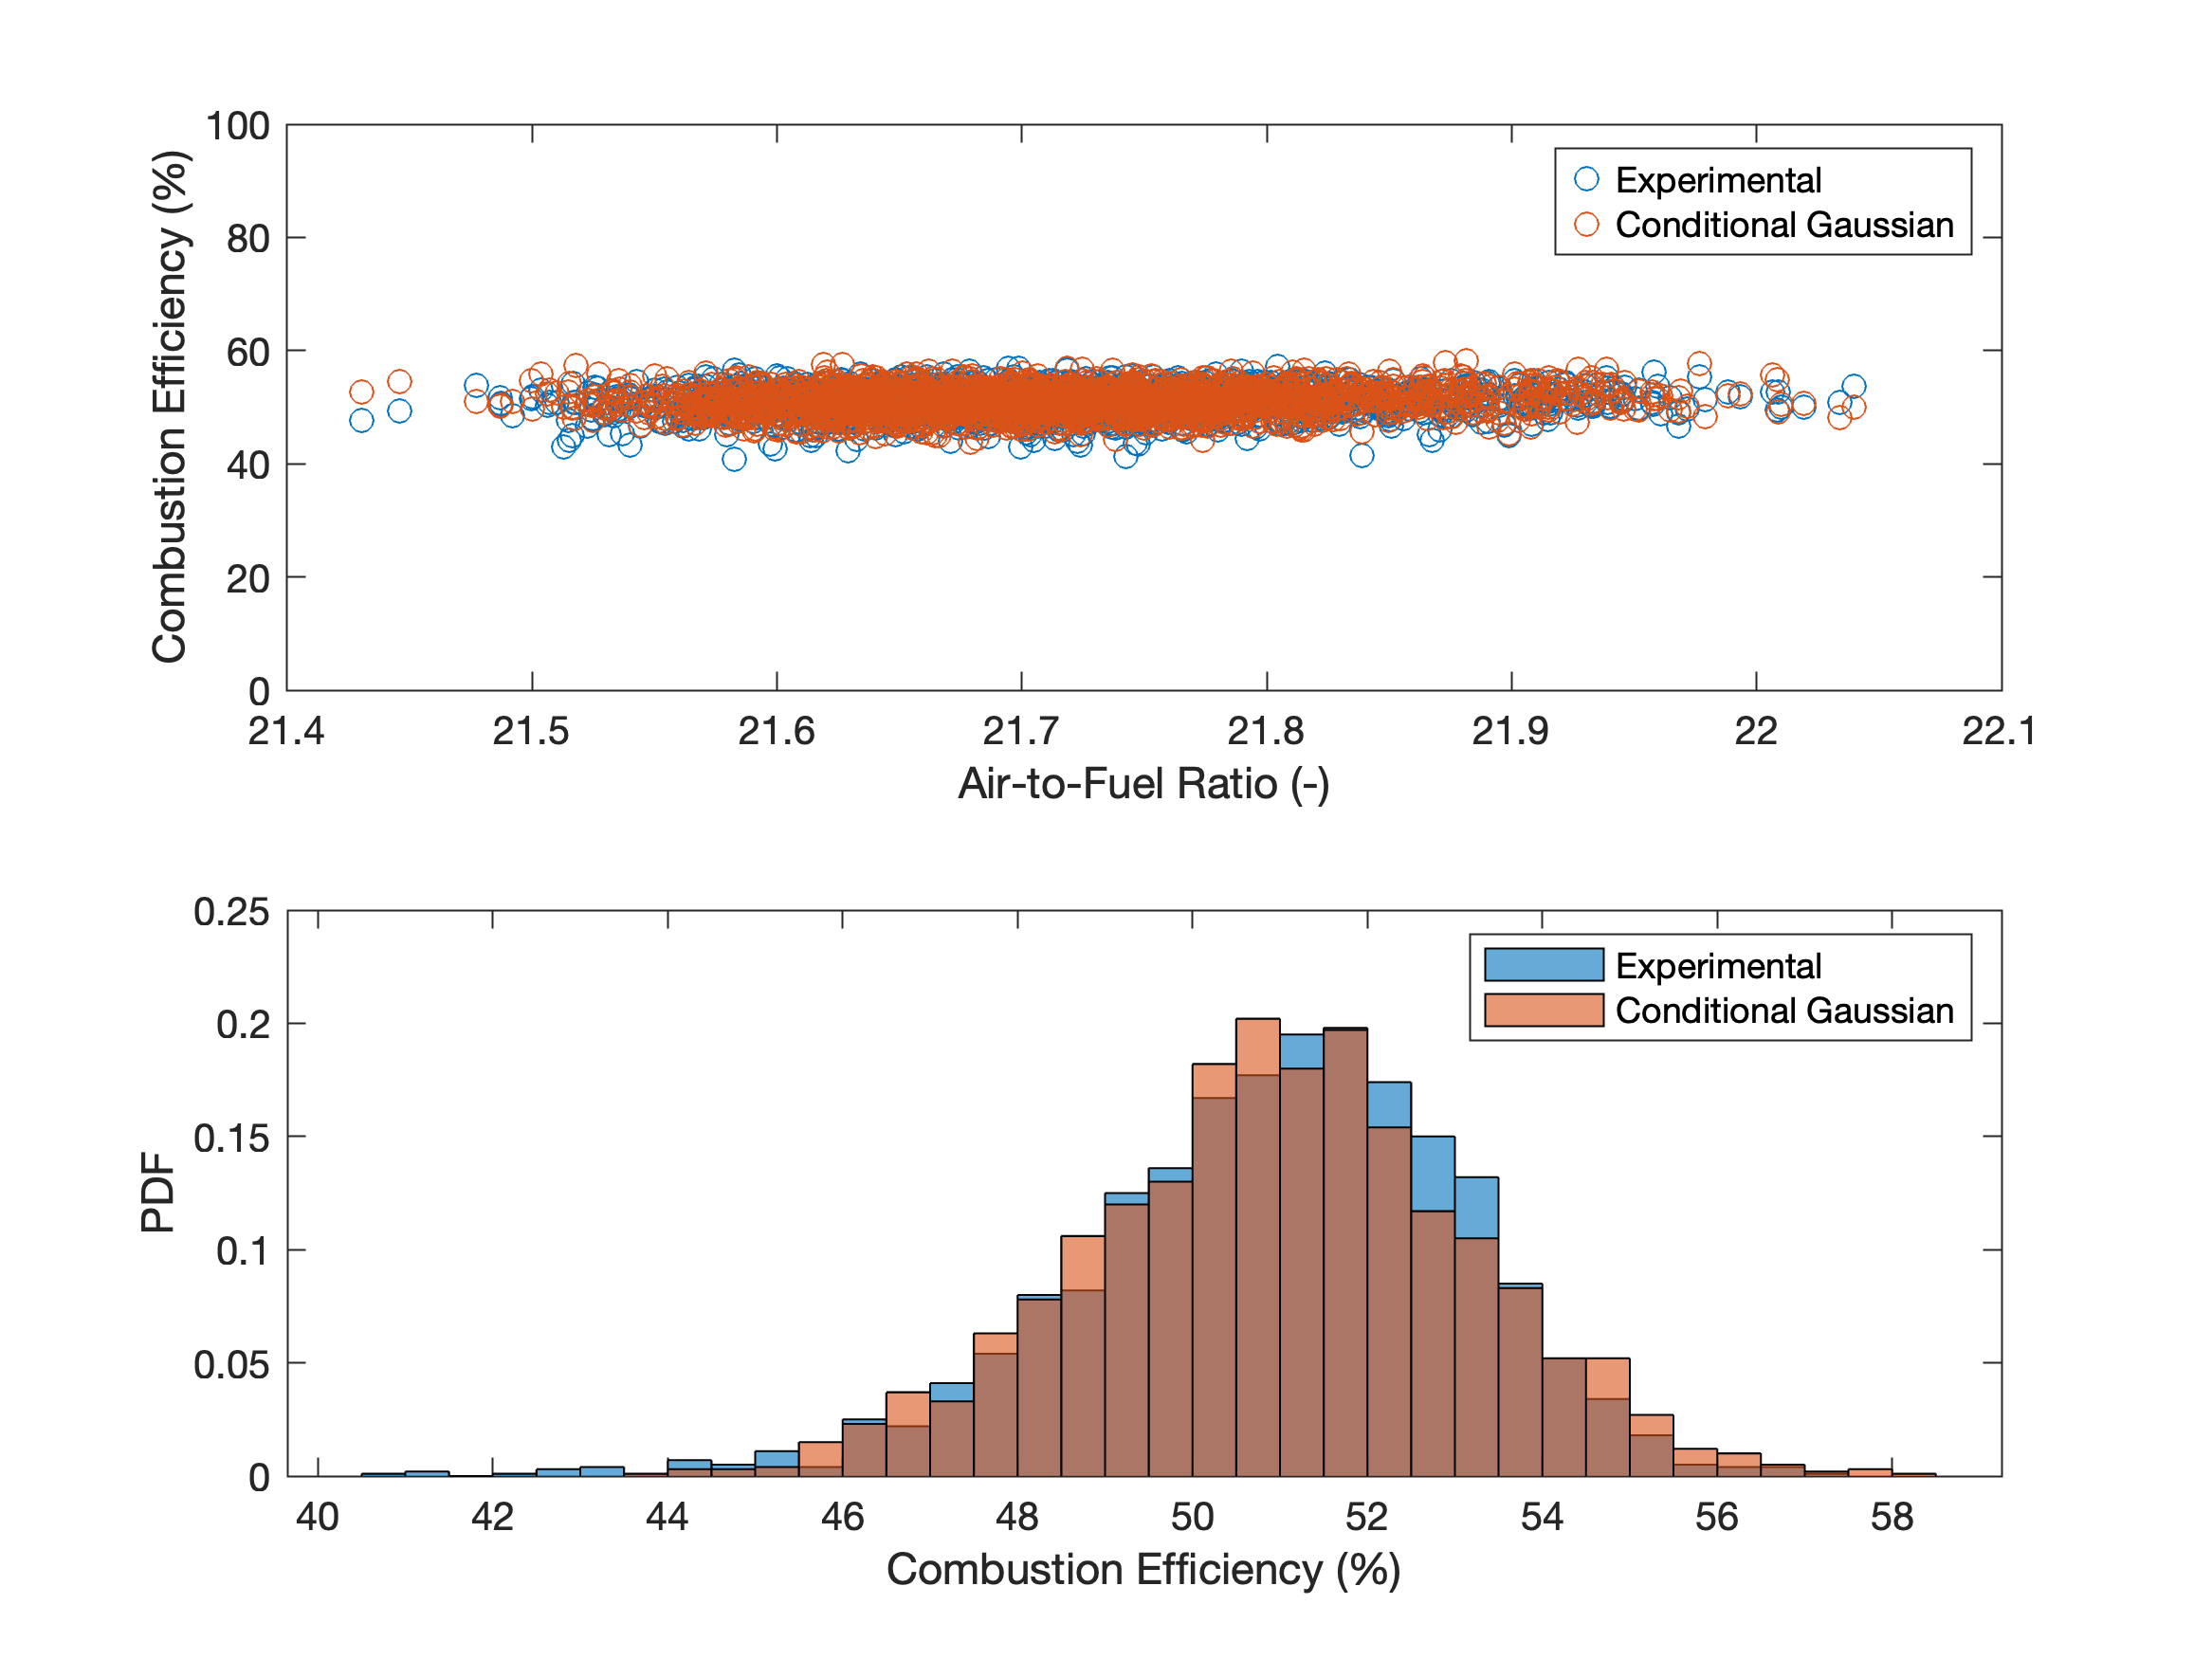 100
80
60
40
20
0
Combustion Efficiency (%)
Experimental
Conditional Gaussian
21.4 21.5 21.6 21.7 21.8 21.9 22 22.1
Air-to-Fuel Ratio (-)
0.25
0.2
0.15
0.1
0.05
0
PDF
Experimental
Conditional Gaussian
40 42 44 46 48 50 52 54 56 58
Combustion Efficiency (%)